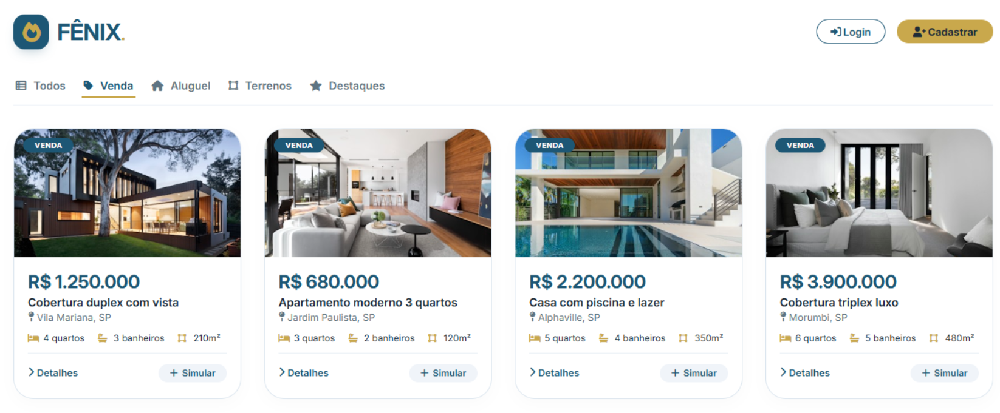 FÊNIX.
Login
Cadastrar
Todos
Venda
Aluguel
Terrenos
Destaques
VENDA
R$ 1.250.000
Cobertura duplex com vista
Vila Mariana, SP
4 quartos 3 banheiros 210m²
Detalhes
+ Simular
VENDA
R$ 680.000
Apartamento moderno 3 quartos
Jardim Paulista, SP
3 quartos 2 banheiros 120m²
Detalhes
+ Simular
VENDA
R$ 2.200.000
Casa com piscina e lazer
Alphaville, SP
5 quartos 4 banheiros 350m²
Detalhes
+ Simular
VENDA
R$ 3.900.000
Cobertura triplex luxo
Morumbi, SP
6 quartos 5 banheiros 480m²
Detalhes
+ Simular